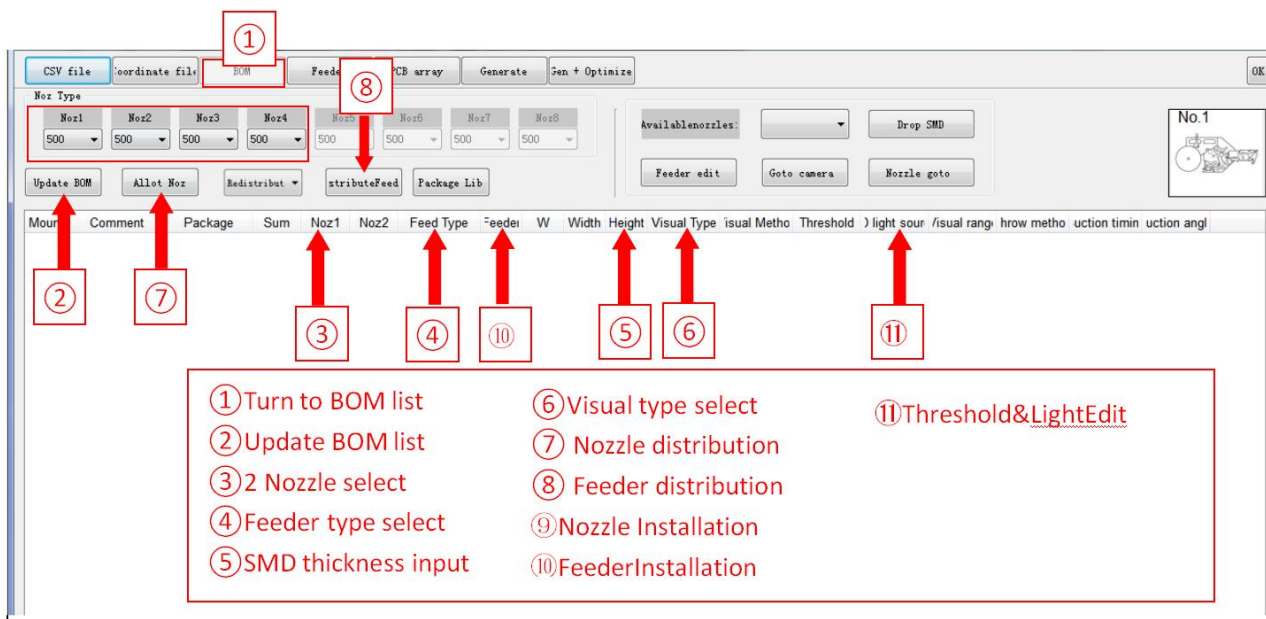 ①
CSV file oordinate file BOM Feede PCB array Generate Gen + Optimize OK
⑧
Noz Type
Noz1 Noz2 Noz3 Noz4 Noz5 Noz6 Noz7 Noz8
500 500 500 500 500 500 500 500
Availablenozzles: Drop SMD
No.1
Update BOM Allot Noz Redistribut stributeFeed Package Lib
Feeder edit Goto camera Nozzle goto
Moun Comment Package Sum Noz1 Noz2 Feed Type Feeder W Width Height Visual Type isual Metho Threshold ) light sour /isual rang hrow metho uction timin uction angl
② ⑦ ③ ④ ⑩ ⑤ ⑥ ⑪
①Turn to BOM list
②Update BOM list
③2 Nozzle select
④Feeder type select
⑤SMD thickness input
⑥Visual type select
⑦ Nozzle distribution
⑧ Feeder distribution
⑨Nozzle Installation
⑩FeederInstallation
⑪Threshold&LightEdit